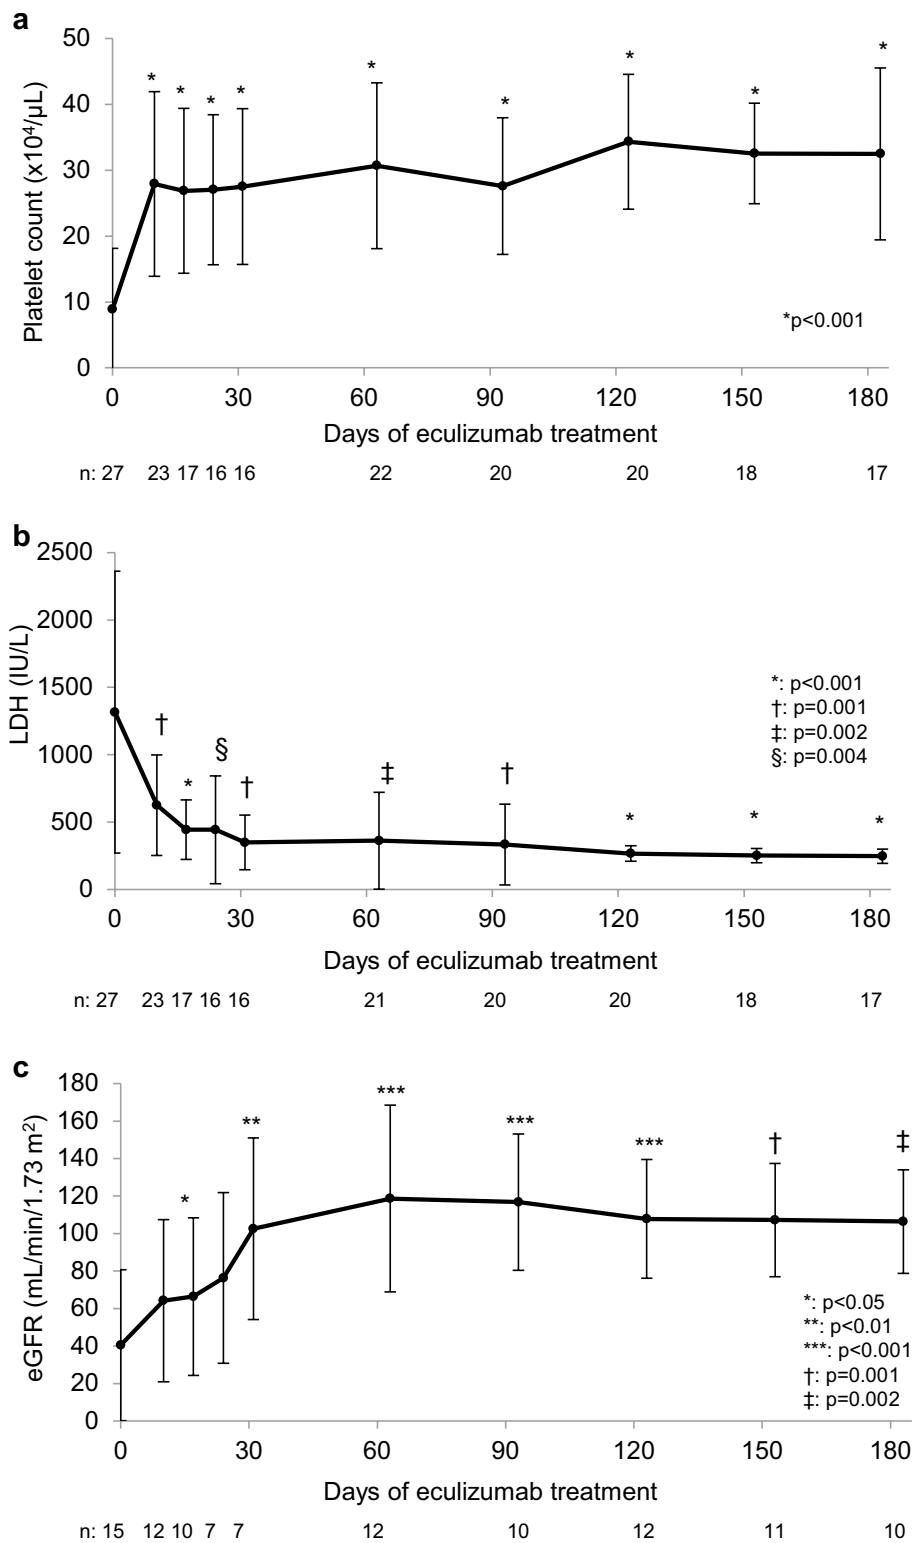 a
Platelet count (x10⁴/μL)
50
40
30
20
10
0
* * * * * * * * * *
*p<0.001
0 30 60 90 120 150 180
Days of eculizumab treatment
n: 27 23 17 16 16 22 20 20 18 17
b
LDH (IU/L)
2500
2000
1500
1000
500
0
† * § † ‡ † * * *
*: p<0.001
†: p=0.001
‡: p=0.002
§: p=0.004
0 30 60 90 120 150 180
Days of eculizumab treatment
n: 27 23 17 16 16 21 20 20 18 17
c
eGFR (mL/min/1.73 m²)
180
160
140
120
100
80
60
40
20
0
* ** *** *** *** † ‡
*: p<0.05
**: p<0.01
***: p<0.001
†: p=0.001
‡: p=0.002
0 30 60 90 120 150 180
Days of eculizumab treatment
n: 15 12 10 7 7 12 10 12 11 10